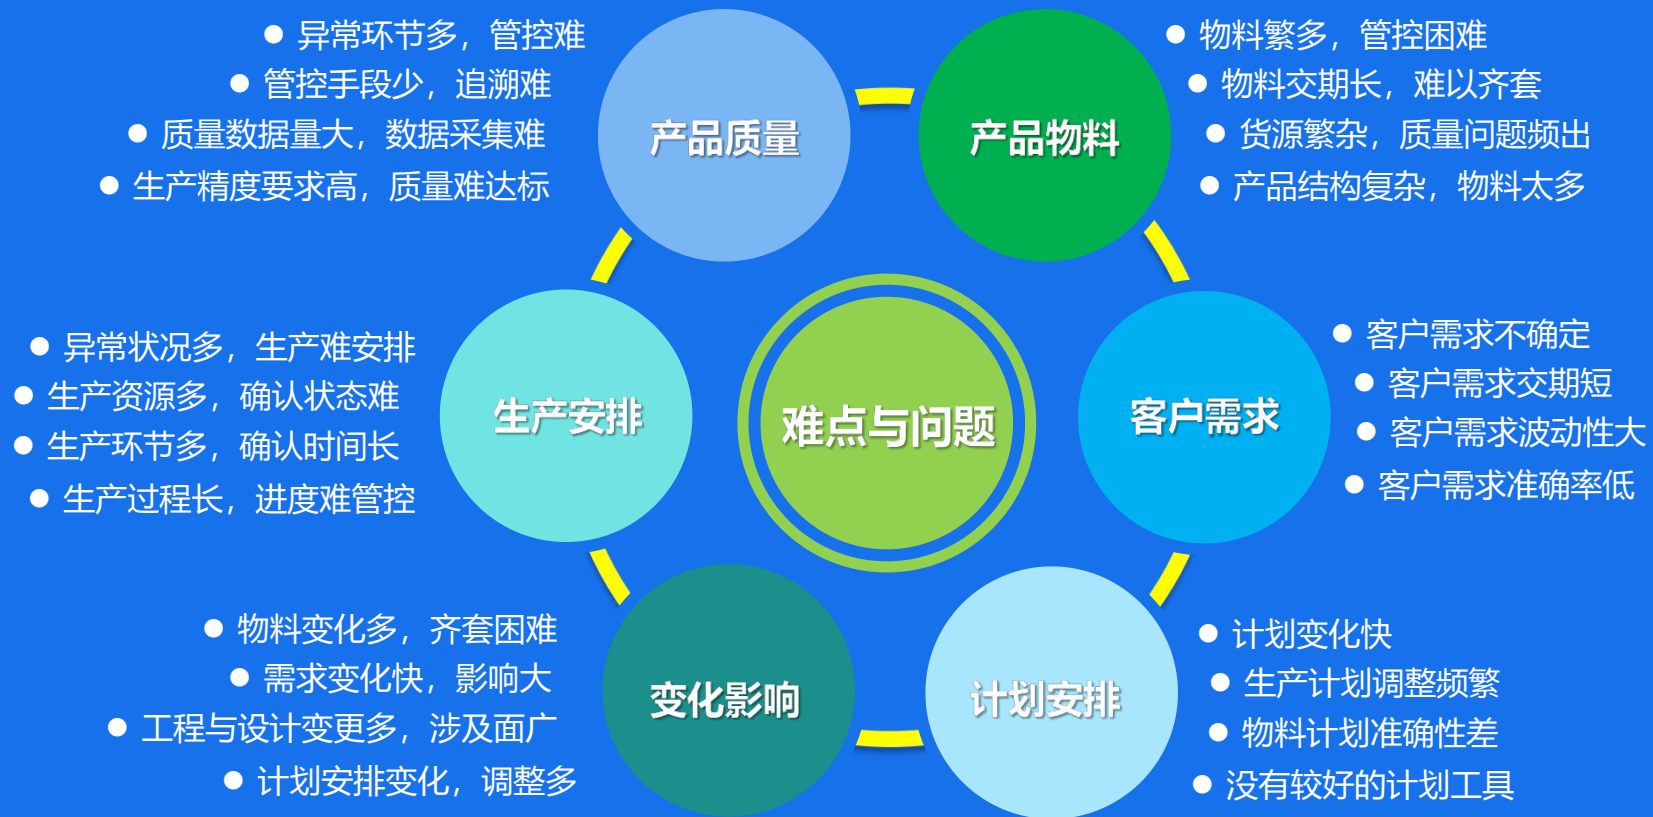 异常环节多，管控难
管控手段少，追溯难
质量数据量大，数据采集难
生产精度要求高，质量难达标
产品质量
产品物料
物料繁多，管控困难
物料交期长，难以齐套
货源繁杂，质量问题频出
产品结构复杂，物料太多
异常状况多，生产难安排
生产资源多，确认状态难
生产环节多，确认时间长
生产过程长，进度难管控
生产安排
难点与问题
客户需求
客户需求不确定
客户需求交期短
客户需求波动性大
客户需求准确率低
物料变化多，齐套困难
需求变化快，影响大
工程与设计变更多，涉及面广
计划安排变化，调整多
变化影响
计划安排
计划变化快
生产计划调整频繁
物料计划准确性差
没有较好的计划工具